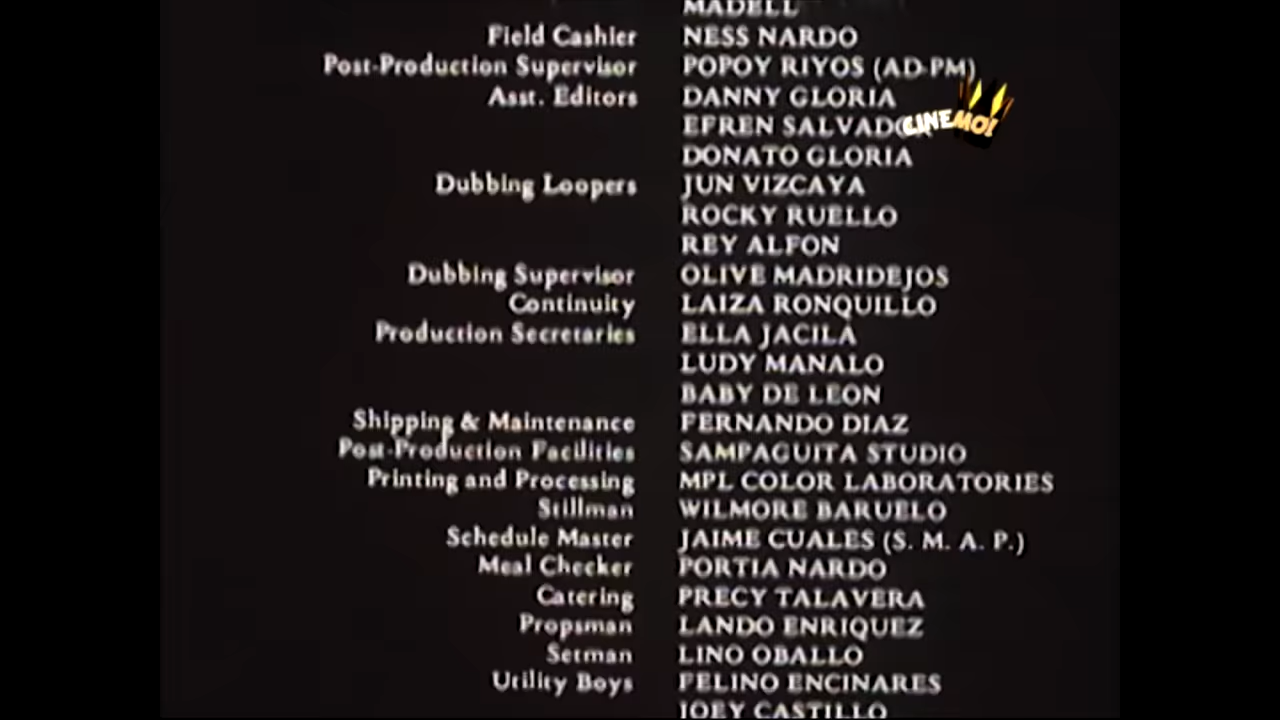 MADELL
Field Cashier NESS NARDO
Post-Production Supervisor POPOY RIYOS (AD-PM)
Asst. Editors DANNY GLORIA
EFREN SALVADOR
CINEMO!
DONATO GLORIA
Dubbing Loopers JUN VIZCAYA
ROCKY RUELLO
REY ALFON
Dubbing Supervisor OLIVE MADRIDEJOS
Continuity LAIZA RONQUILLO
Production Secretaries ELLA JACILA
LUDY MANALO
BABY DE LEON
Shipping & Maintenance FERNANDO DIAZ
Post-Production Facilities SAMPAGUITA STUDIO
Printing and Processing MPL COLOR LABORATORIES
Stillman WILMORE BARUELO
Schedule Master JAIME CUALES (S. M. A. P.)
Meal Checker PORTIA NARDO
Catering PRECY TALAVERA
Propsman LANDO ENRIQUEZ
Setman LINO OBALLO
Utility Boys FELINO ENCINARES
JOEY CASTILLO